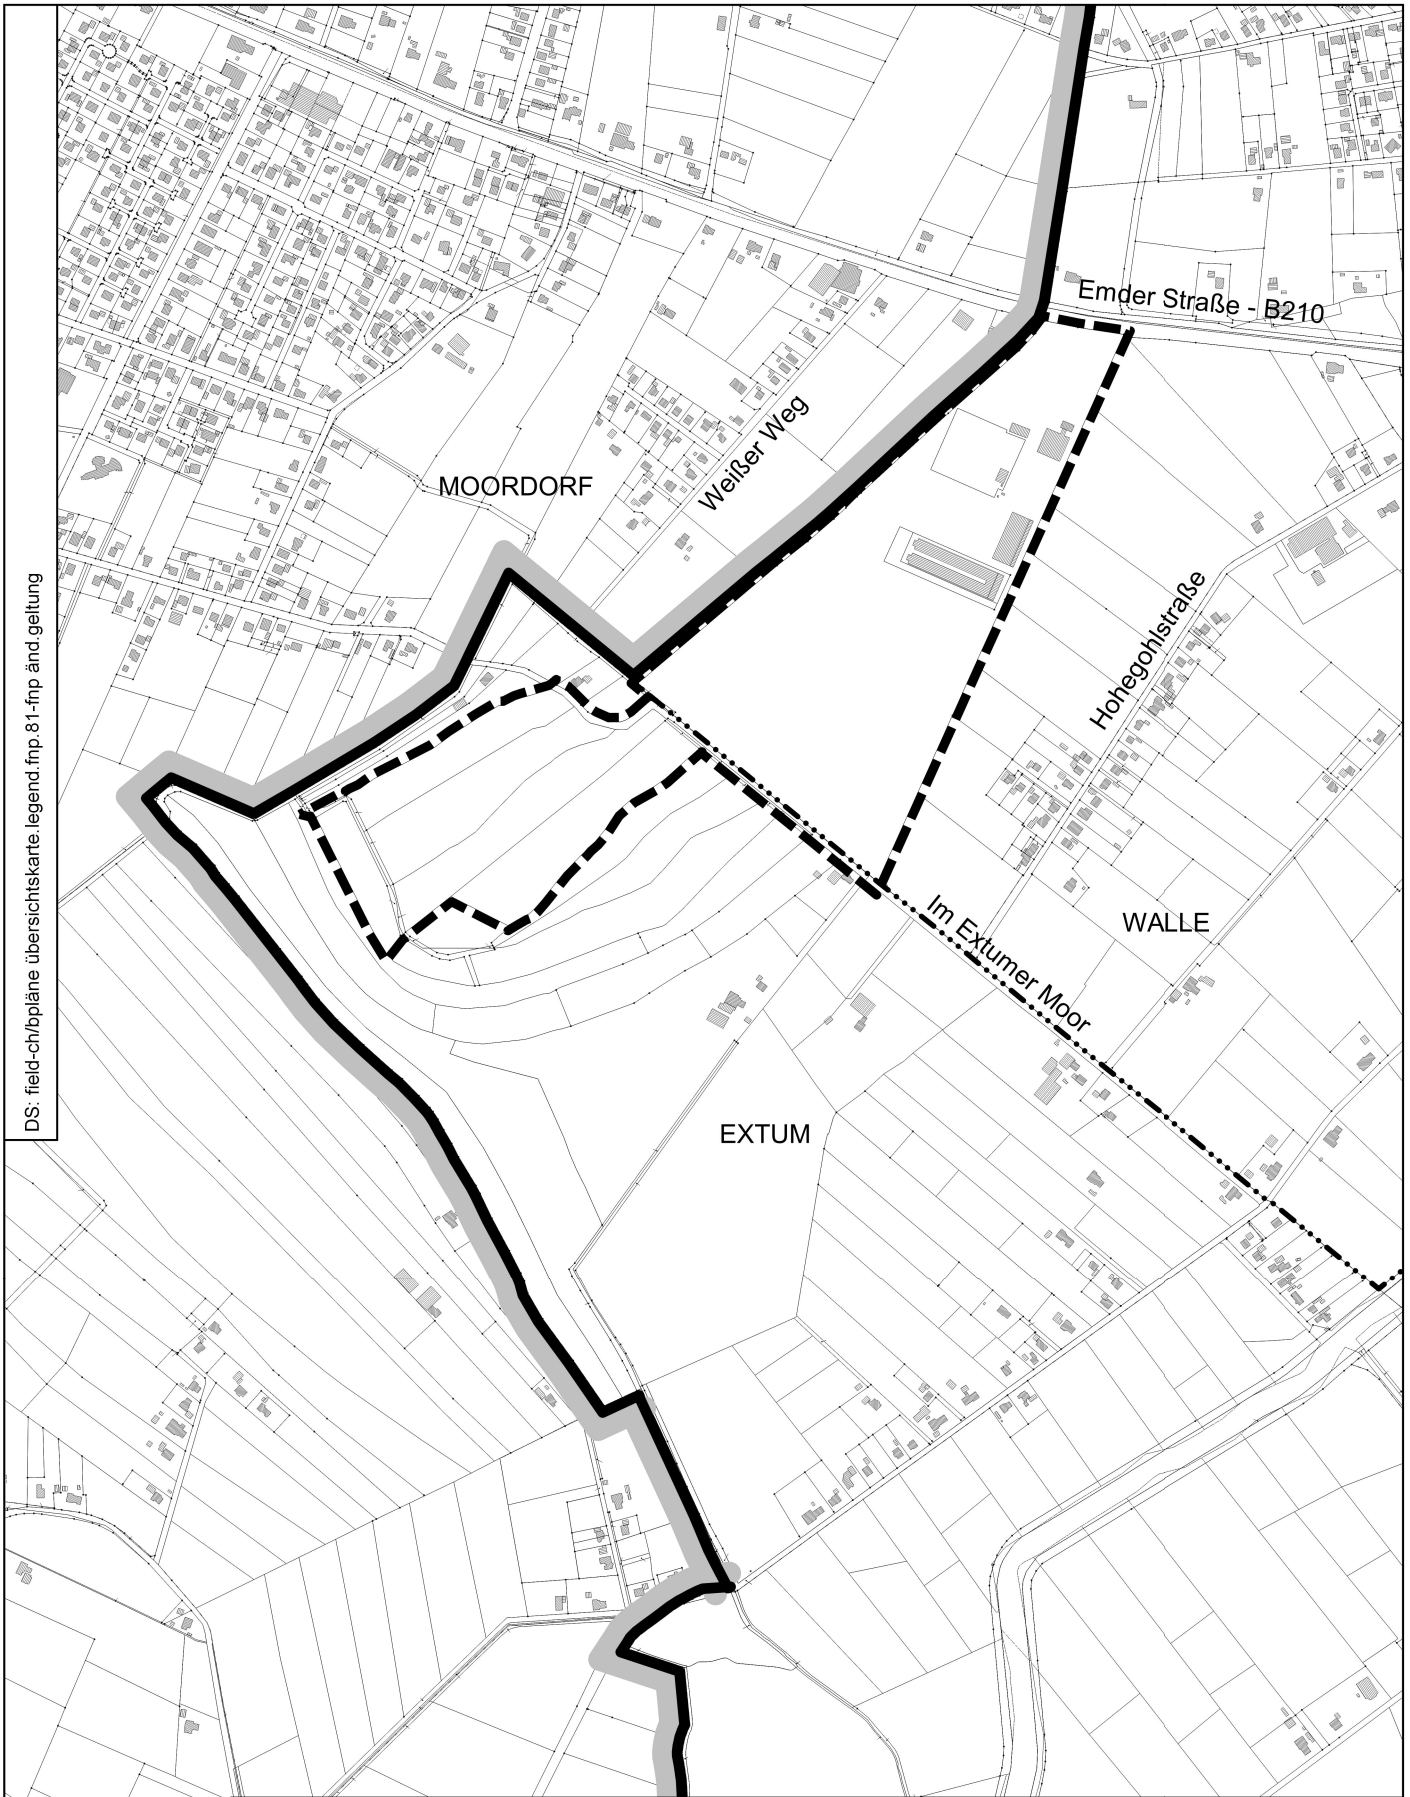 Emder Straße - B210
Weißer Weg
MOORDORF
DS: field-ch/bpläne übersichtskarte.legend.fnp.81-fnp änd.geltung
Hohegohlstraße
WALLE
Im Extumer Moor
EXTUM